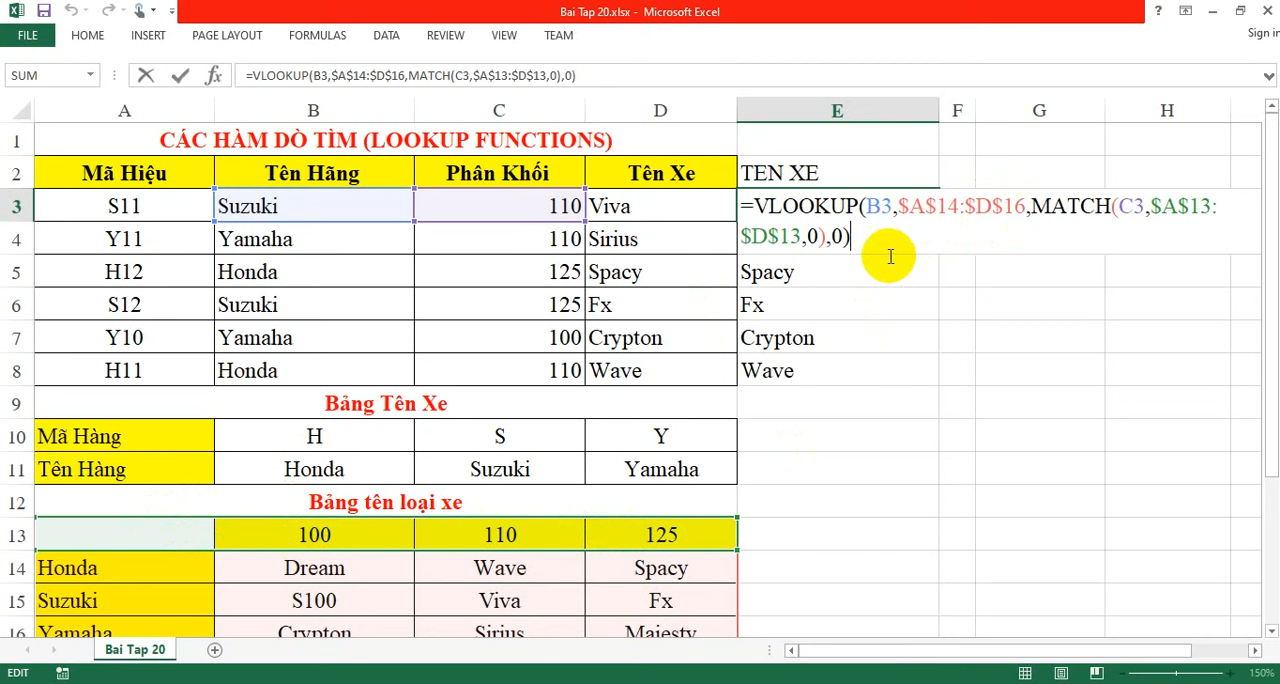 Bai Tap 20.xlsx - Microsoft Excel
?
Sign in
FILE HOME INSERT PAGE LAYOUT FORMULAS DATA REVIEW VIEW TEAM
SUM fx =VLOOKUP(B3,$A$14:$D$16,MATCH(C3,$A$13:$D$13,0),0)
A B C D E F G H
1 CÁC HÀM DÒ TÌM (LOOKUP FUNCTIONS)
2 Mã Hiệu Tên Hãng Phân Khối Tên Xe TEN XE
3 S11 Suzuki 110 Viva =VLOOKUP(B3,$A$14:$D$16,MATCH(C3,$A$13:
$D$13,0),0)
4 Y11 Yamaha 110 Sirius
5 H12 Honda 125 Spacy Spacy
6 S12 Suzuki 125 Fx Fx
7 Y10 Yamaha 100 Crypton Crypton
8 H11 Honda 110 Wave Wave
9 Bảng Tên Xe
10 Mã Hàng H S Y
11 Tên Hàng Honda Suzuki Yamaha
12 Bảng tên loại xe
13 100 110 125
14 Honda Dream Wave Spacy
15 Suzuki S100 Viva Fx
16 Yamaha Crypton Sirius Majesty
Bai Tap 20
EDIT 150%